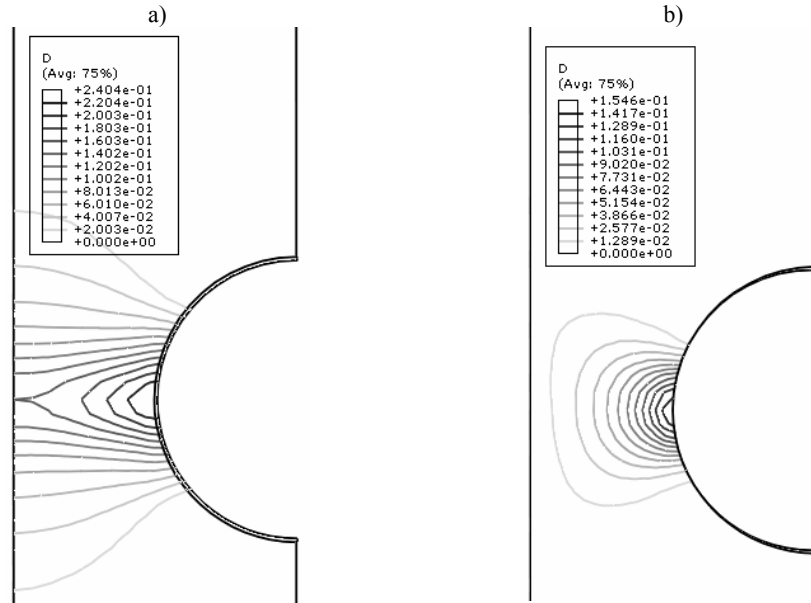 a)
D
(Avg: 75%)
+2.404e-01
+2.204e-01
+2.003e-01
+1.803e-01
+1.603e-01
+1.402e-01
+1.202e-01
+1.002e-01
+8.013e-02
+6.010e-02
+4.007e-02
+2.003e-02
+0.000e+00
b)
D
(Avg: 75%)
+1.546e-01
+1.417e-01
+1.289e-01
+1.160e-01
+1.031e-01
+9.020e-02
+7.731e-02
+6.443e-02
+5.154e-02
+3.866e-02
+2.577e-02
+1.289e-02
+0.000e+00